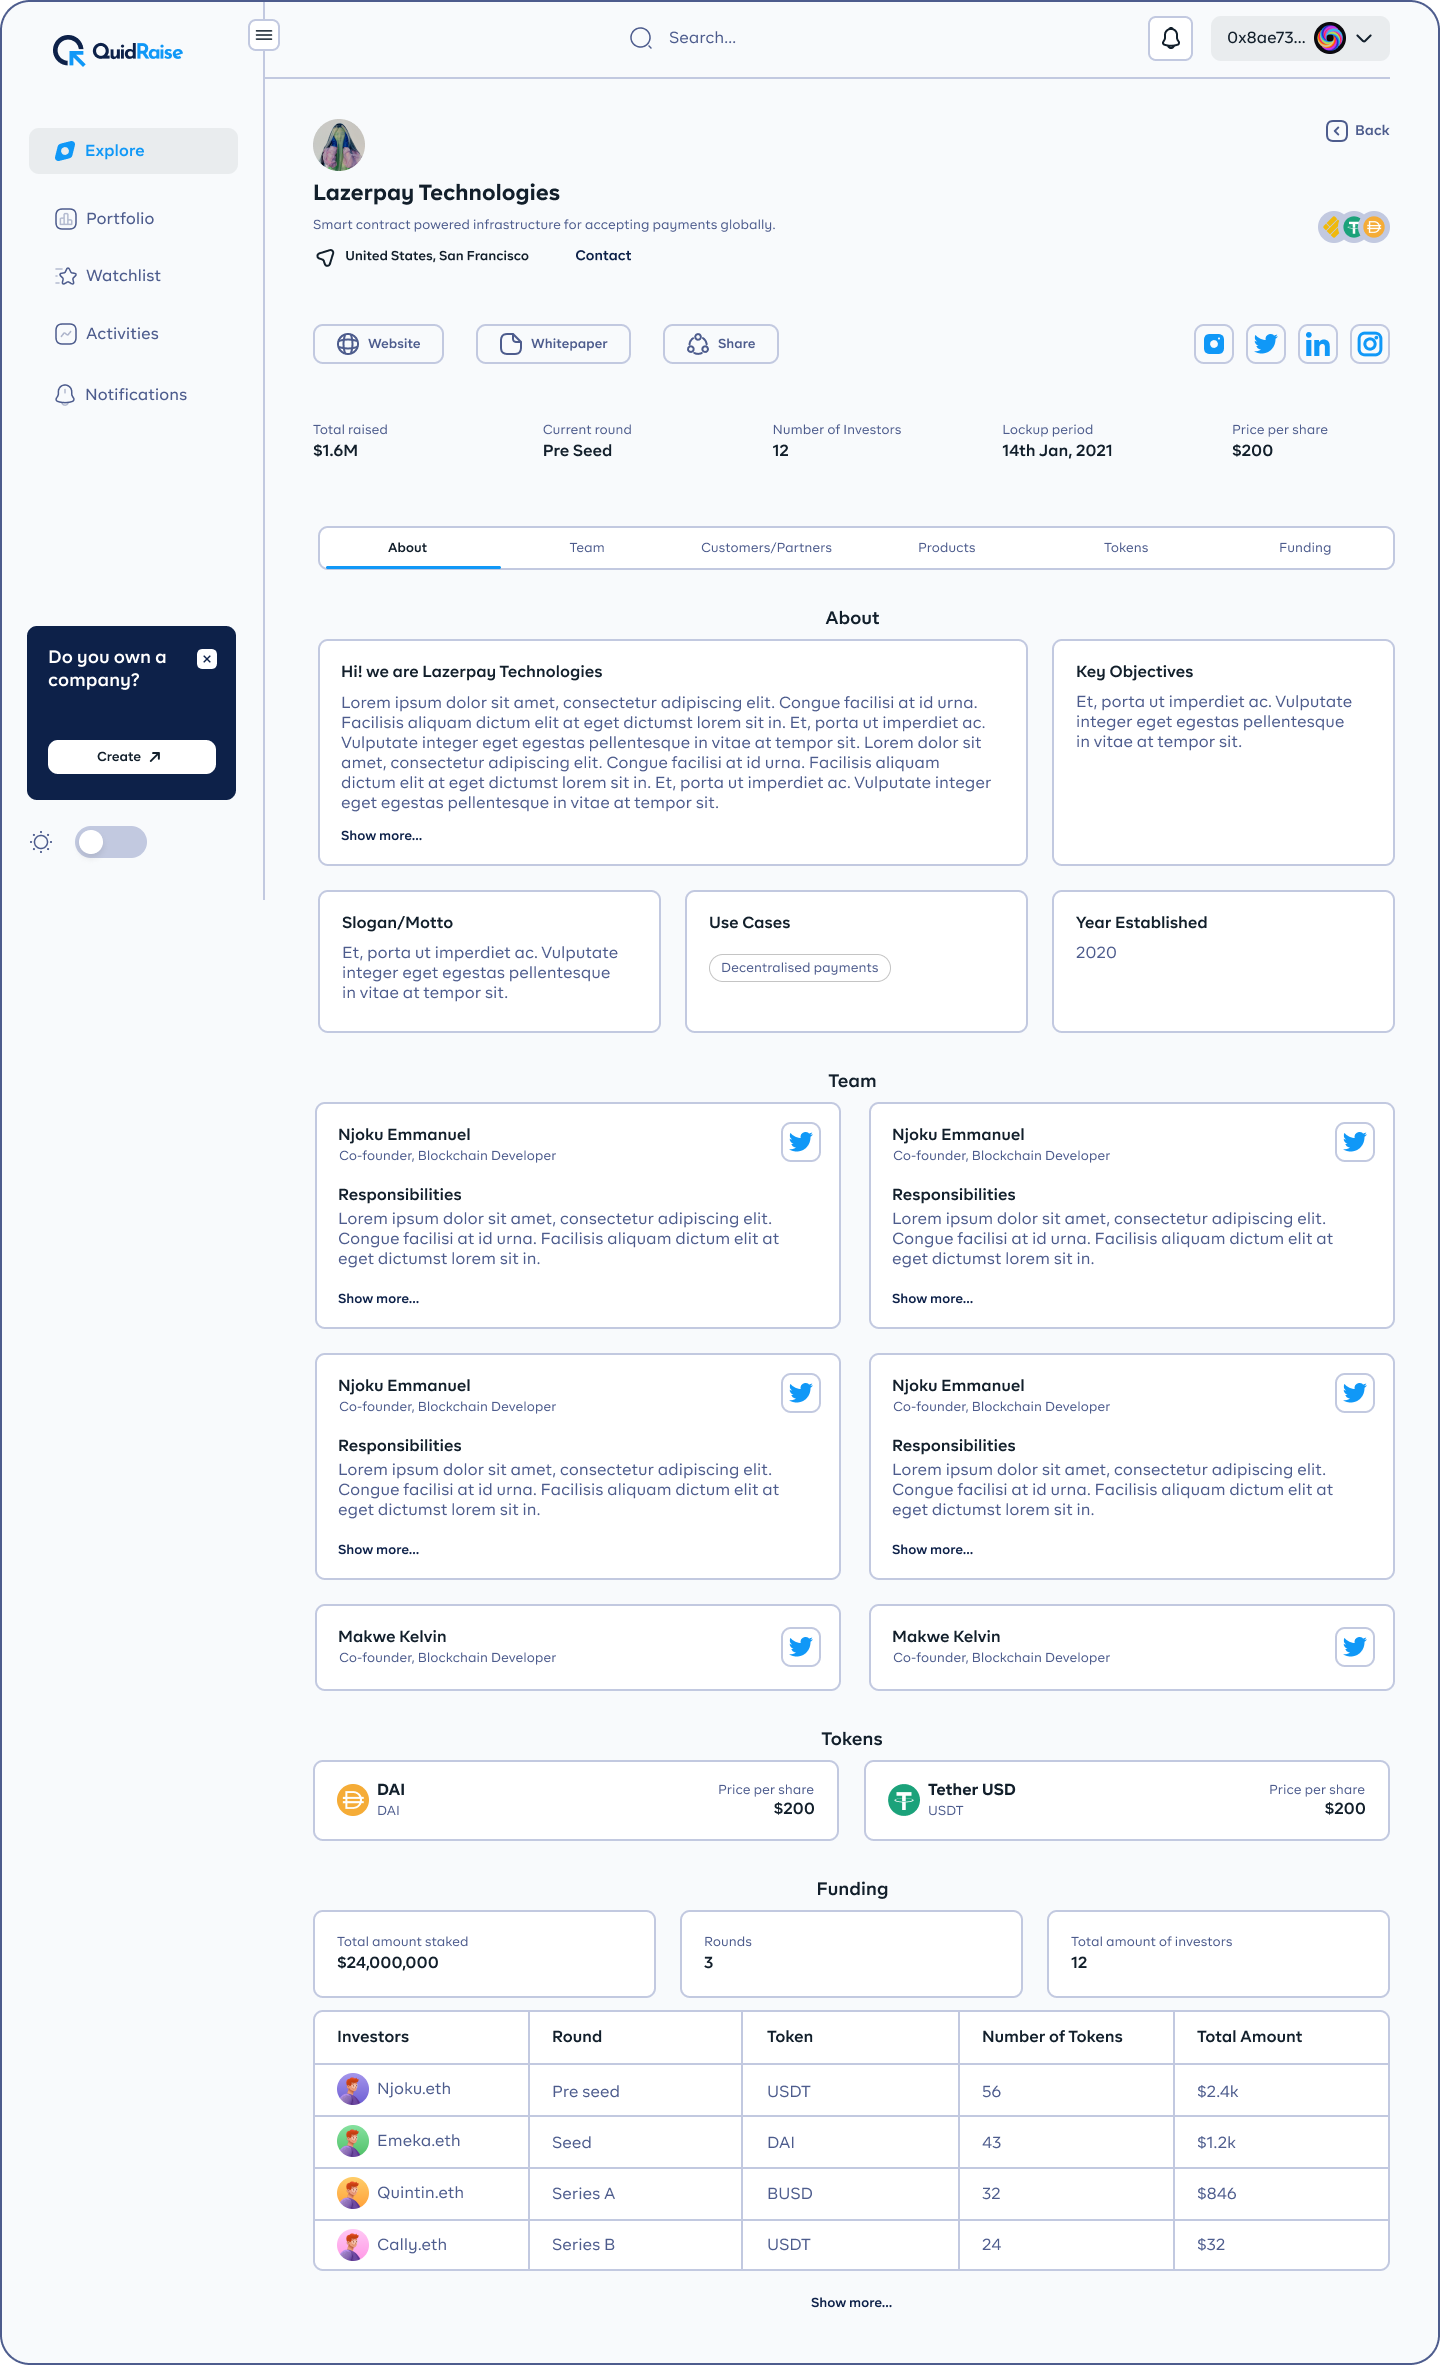 QuidRaise
Search...
0x8ae73...
Explore
Portfolio
Watchlist
Activities
Notifications
Do you own a
company?
Create
Back
Lazerpay Technologies
Smart contract powered infrastructure for accepting payments globally.
United States, San Francisco
Contact
Website
Whitepaper
Share
Total raised
$1.6M
Current round
Pre Seed
Number of Investors
12
Lockup period
14th Jan, 2021
Price per share
$200
About
Team
Customers/Partners
Products
Tokens
Funding
About
Hi! we are Lazerpay Technologies
Lorem ipsum dolor sit amet, consectetur adipiscing elit. Congue facilisi at id urna.
Facilisis aliquam dictum elit at eget dictumst lorem sit in. Et, porta ut imperdiet ac.
Vulputate integer eget egestas pellentesque in vitae at tempor sit. Lorem dolor sit
amet, consectetur adipiscing elit. Congue facilisi at id urna. Facilisis aliquam
dictum elit at eget dictumst lorem sit in. Et, porta ut imperdiet ac. Vulputate integer
eget egestas pellentesque in vitae at tempor sit.
Show more...
Key Objectives
Et, porta ut imperdiet ac. Vulputate
integer eget egestas pellentesque
in vitae at tempor sit.
Slogan/Motto
Et, porta ut imperdiet ac. Vulputate
integer eget egestas pellentesque
in vitae at tempor sit.
Use Cases
Decentralised payments
Year Established
2020
Team
Njoku Emmanuel
Co-founder, Blockchain Developer
Responsibilities
Lorem ipsum dolor sit amet, consectetur adipiscing elit.
Congue facilisi at id urna. Facilisis aliquam dictum elit at
eget dictumst lorem sit in.
Show more...
Njoku Emmanuel
Co-founder, Blockchain Developer
Responsibilities
Lorem ipsum dolor sit amet, consectetur adipiscing elit.
Congue facilisi at id urna. Facilisis aliquam dictum elit at
eget dictumst lorem sit in.
Show more...
Njoku Emmanuel
Co-founder, Blockchain Developer
Responsibilities
Lorem ipsum dolor sit amet, consectetur adipiscing elit.
Congue facilisi at id urna. Facilisis aliquam dictum elit at
eget dictumst lorem sit in.
Show more...
Njoku Emmanuel
Co-founder, Blockchain Developer
Responsibilities
Lorem ipsum dolor sit amet, consectetur adipiscing elit.
Congue facilisi at id urna. Facilisis aliquam dictum elit at
eget dictumst lorem sit in.
Show more...
Makwe Kelvin
Co-founder, Blockchain Developer
Makwe Kelvin
Co-founder, Blockchain Developer
Tokens
DAI
DAI
Price per share
$200
Tether USD
USDT
Price per share
$200
Funding
Total amount staked
$24,000,000
Rounds
3
Total amount of investors
12
Investors Round Token Number of Tokens Total Amount
Njoku.eth Pre seed USDT 56 $2.4k
Emeka.eth Seed DAI 43 $1.2k
Quintin.eth Series A BUSD 32 $846
Cally.eth Series B USDT 24 $32
Show more...